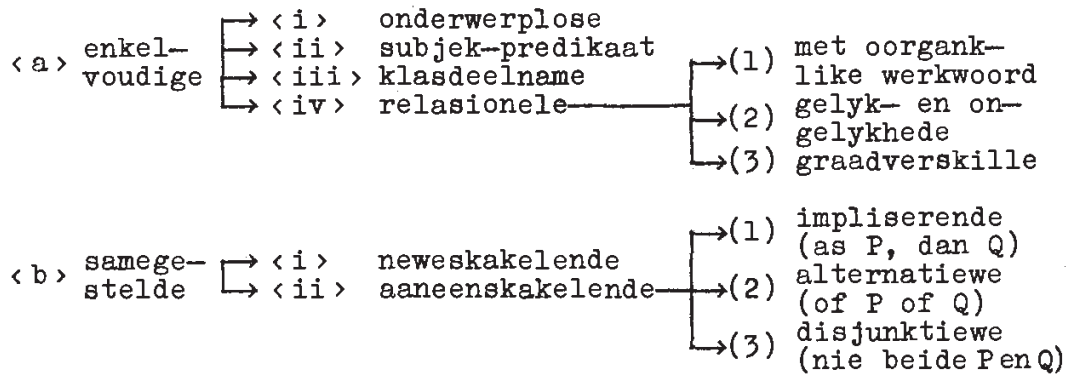 <a> enkel— voudige
<i> onderwerplose
<ii> subjek—predikaat
<iii> klasdeelname
<iv> relasionele
(1) met oorgank— like werkwoord
(2) gelyk— en on— gelykhede
(3) graadverskille
<b> samege— stelde
<i> neweskakelende
<ii> aaneenskakelende
(1) impliserende (as P, dan Q)
(2) alternatiewe (of P of Q)
(3) disjunktiewe (nie beide P en Q)